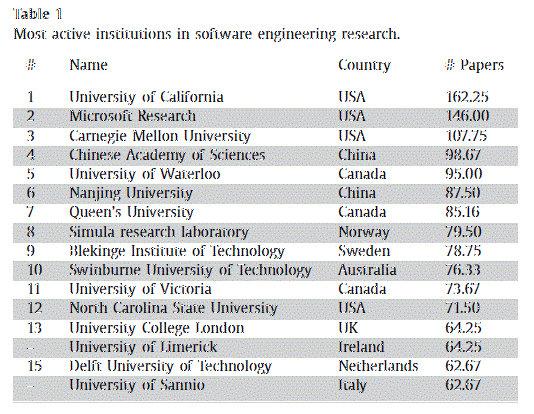 Table 1
Most active institutions in software engineering research.
# Name Country # Papers
1 University of California USA 162.25
2 Microsoft Research USA 146.00
3 Carnegie Mellon University USA 107.75
4 Chinese Academy of Sciences China 98.67
5 University of Waterloo Canada 95.00
6 Nanjing University China 87.50
7 Queen's University Canada 85.16
8 Simula research laboratory Norway 79.50
9 Blekinge Institute of Technology Sweden 78.75
10 Swinburne University of Technology Australia 76.33
11 University of Victoria Canada 73.67
12 North Carolina State University USA 71.50
13 University College London UK 64.25
- University of Limerick Ireland 64.25
15 Delft University of Technology Netherlands 62.67
- University of Sannio Italy 62.67